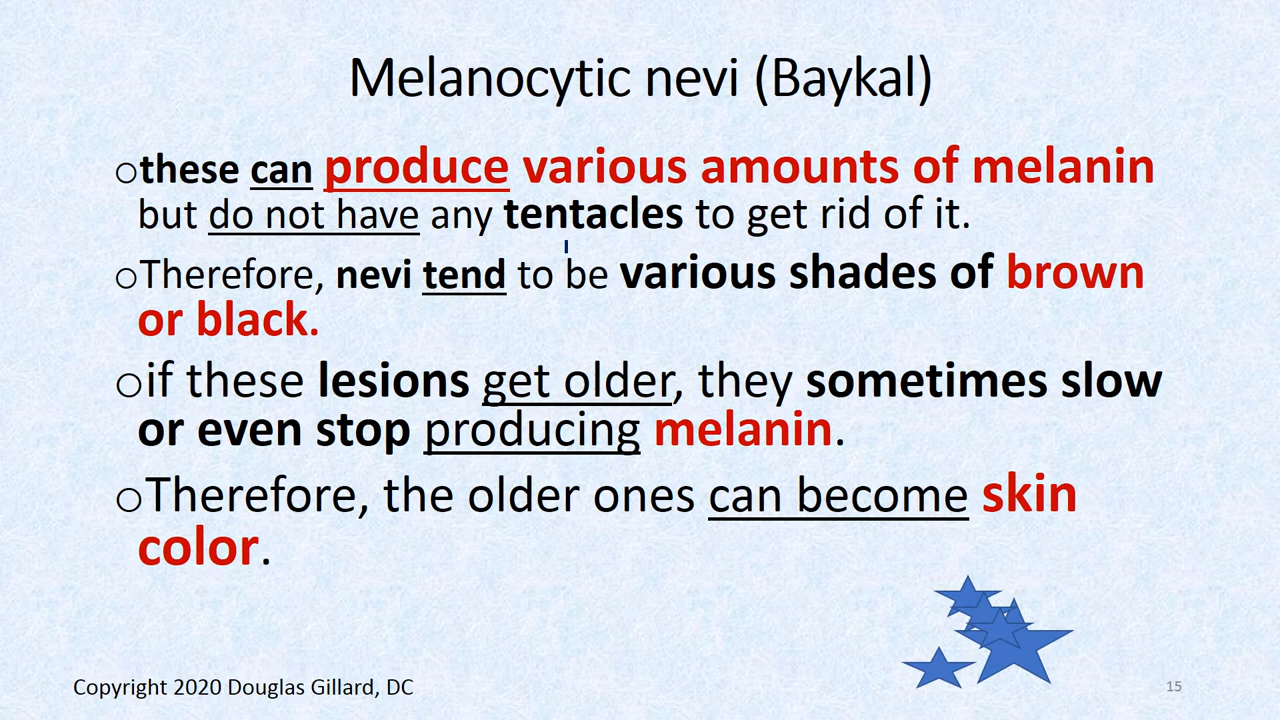 Melanocytic nevi (Baykal)
○these can produce various amounts of melanin
but do not have any tentacles to get rid of it.
○Therefore, nevi tend to be various shades of brown
or black.
○if these lesions get older, they sometimes slow
or even stop producing melanin.
○Therefore, the older ones can become skin
color.
Copyright 2020 Douglas Gillard, DC
15